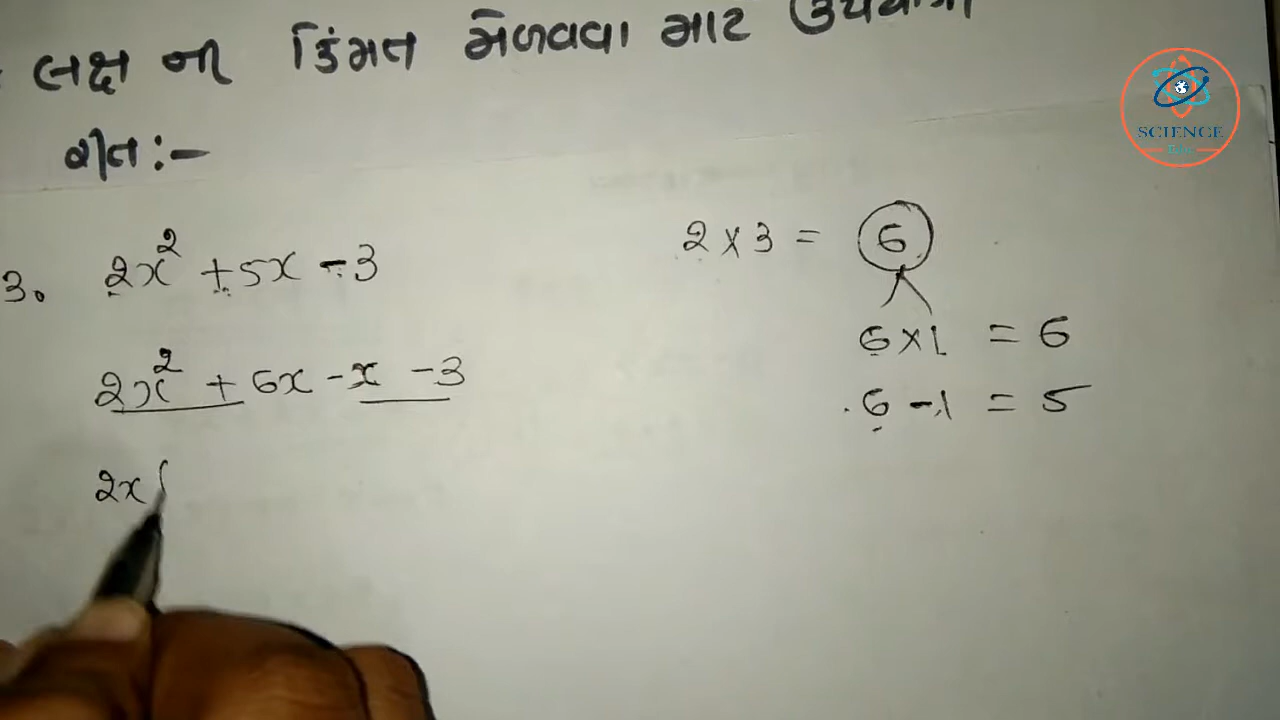 લક્ષ ની કિંમત મેળવવા માટે
રીત :-
3. 2x² + 5x - 3
2x² + 6x - x - 3
2x (
2 × 3 = 6
6 × 1 = 6
6 - 1 = 5
SCIENCE